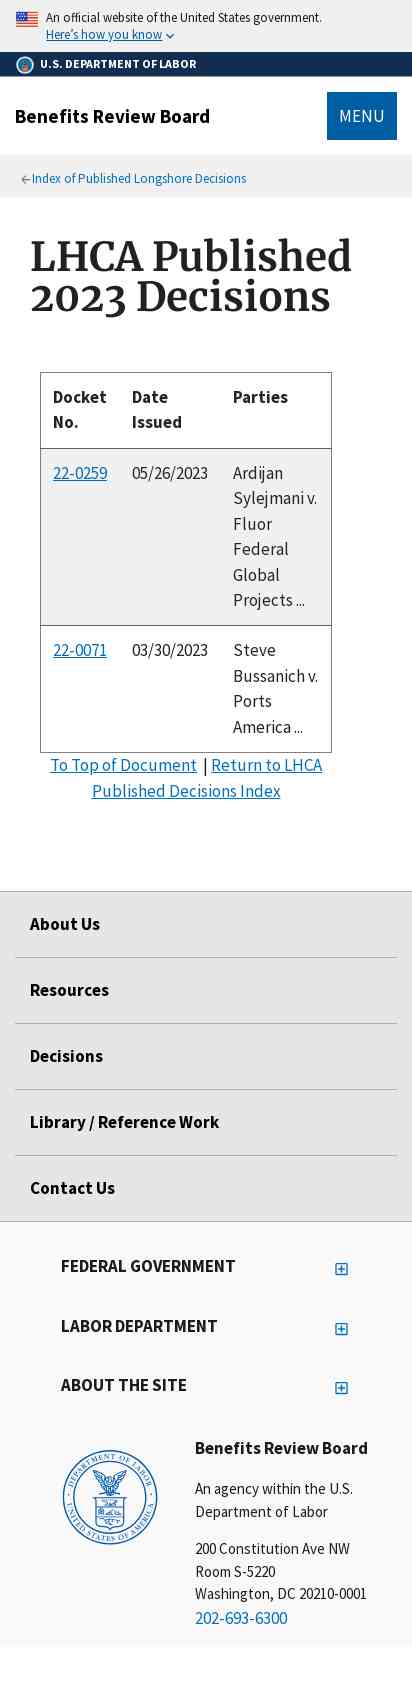 An official website of the United States government.
Here’s how you know
U.S. DEPARTMENT OF LABOR
Benefits Review Board
MENU
Index of Published Longshore Decisions
LHCA Published
2023 Decisions
Docket No. Date Issued Parties
22-0259 05/26/2023 Ardijan
Sylejmani v.
Fluor
Federal
Global
Projects ...
22-0071 03/30/2023 Steve
Bussanich v.
Ports
America ...
To Top of Document | Return to LHCA
Published Decisions Index
About Us
Resources
Decisions
Library / Reference Work
Contact Us
FEDERAL GOVERNMENT
LABOR DEPARTMENT
ABOUT THE SITE
DEPARTMENT OF LABOR
UNITED STATES OF AMERICA
Benefits Review Board
An agency within the U.S.
Department of Labor
200 Constitution Ave NW
Room S-5220
Washington, DC 20210-0001
202-693-6300